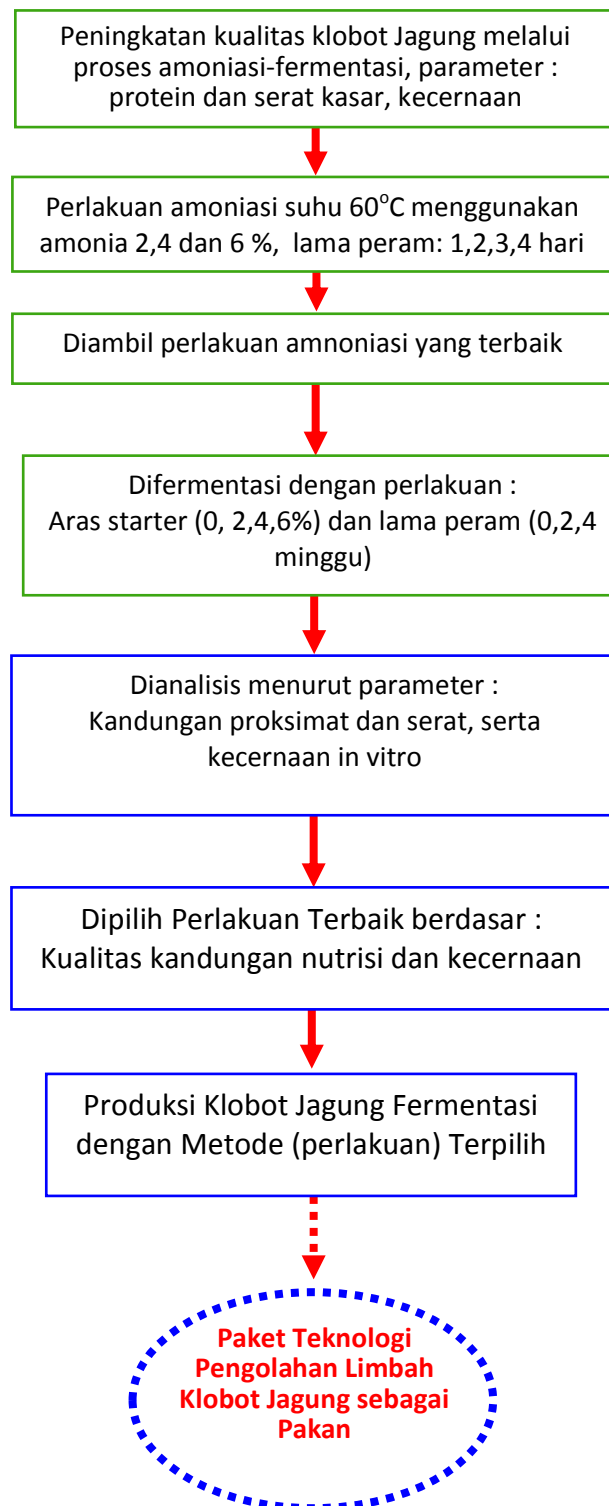 Peningkatan kualitas klobot Jagung melalui
proses amoniasi-fermentasi, parameter :
protein dan serat kasar, kecernaan
Perlakuan amoniasi suhu 60°C menggunakan
amonia 2,4 dan 6 %, lama peram: 1,2,3,4 hari
Diambil perlakuan amnoniasi yang terbaik
Difermentasi dengan perlakuan :
Aras starter (0, 2,4,6%) dan lama peram (0,2,4
minggu)
Dianalisis menurut parameter :
Kandungan proksimat dan serat, serta
kecernaan in vitro
Dipilih Perlakuan Terbaik berdasar :
Kualitas kandungan nutrisi dan kecernaan
Produksi Klobot Jagung Fermentasi
dengan Metode (perlakuan) Terpilih
Paket Teknologi
Pengolahan Limbah
Klobot Jagung sebagai
Pakan